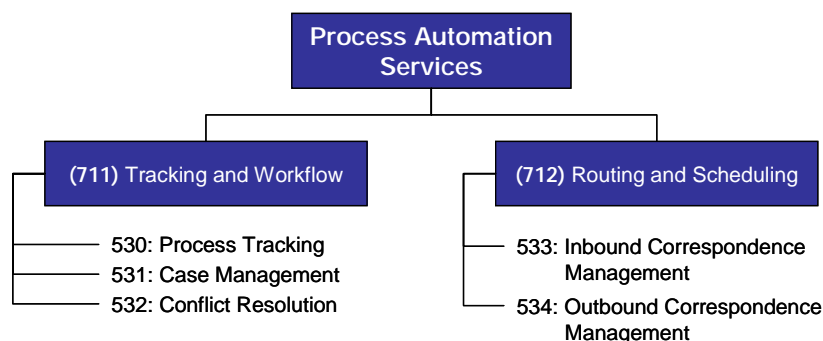 Process Automation
Services
(711) Tracking and Workflow
530: Process Tracking
531: Case Management
532: Conflict Resolution
(712) Routing and Scheduling
533: Inbound Correspondence
Management
534: Outbound Correspondence
Management